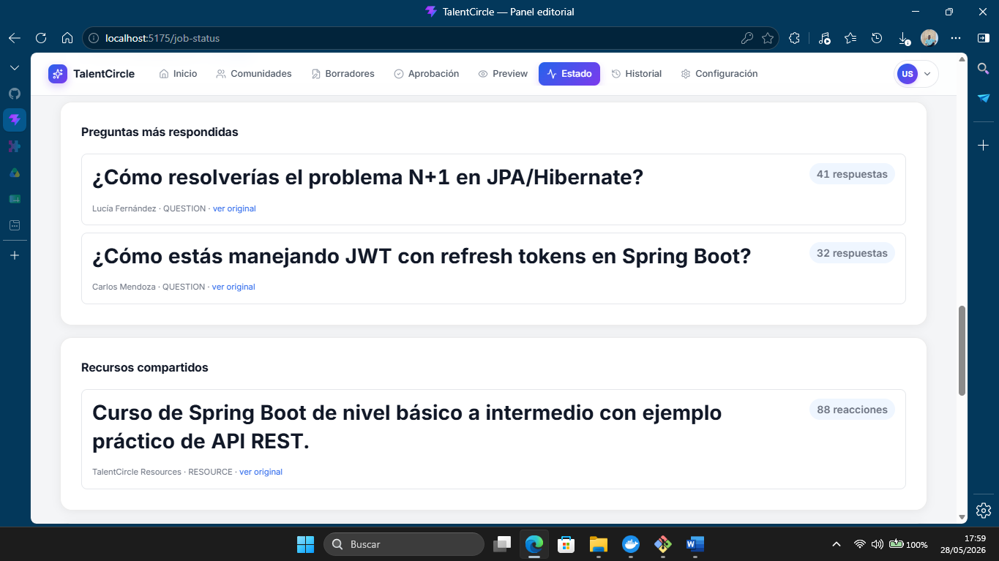 TalentCircle — Panel editorial
localhost:5175/job-status
TalentCircle
Inicio
Comunidades
Borradores
Aprobación
Preview
Estado
Historial
Configuración
US
Preguntas más respondidas
¿Cómo resolverías el problema N+1 en JPA/Hibernate?
41 respuestas
Lucía Fernández · QUESTION · ver original
¿Cómo estás manejando JWT con refresh tokens en Spring Boot?
32 respuestas
Carlos Mendoza · QUESTION · ver original
Recursos compartidos
Curso de Spring Boot de nivel básico a intermedio con ejemplo
práctico de API REST.
88 reacciones
TalentCircle Resources · RESOURCE · ver original
Buscar
100%
17:59
28/05/2026